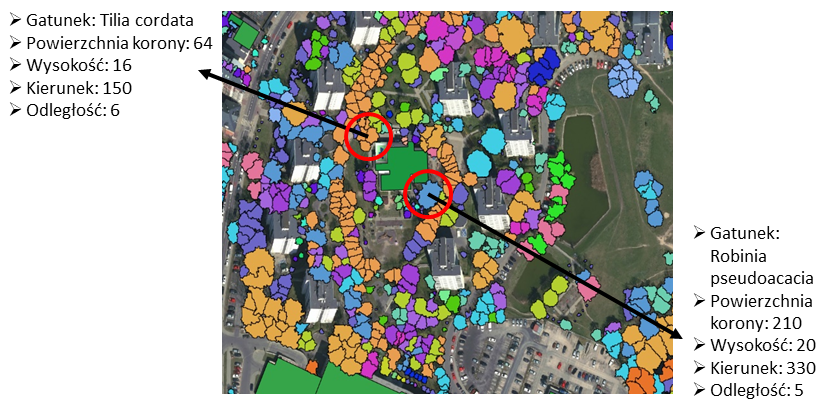 ➢ Gatunek: Tilia cordata
➢ Powierzchnia korony: 64
➢ Wysokość: 16
➢ Kierunek: 150
➢ Odległość: 6
➢ Gatunek:
Robinia
pseudoacacia
➢ Powierzchnia
korony: 210
➢ Wysokość: 20
➢ Kierunek: 330
➢ Odległość: 5